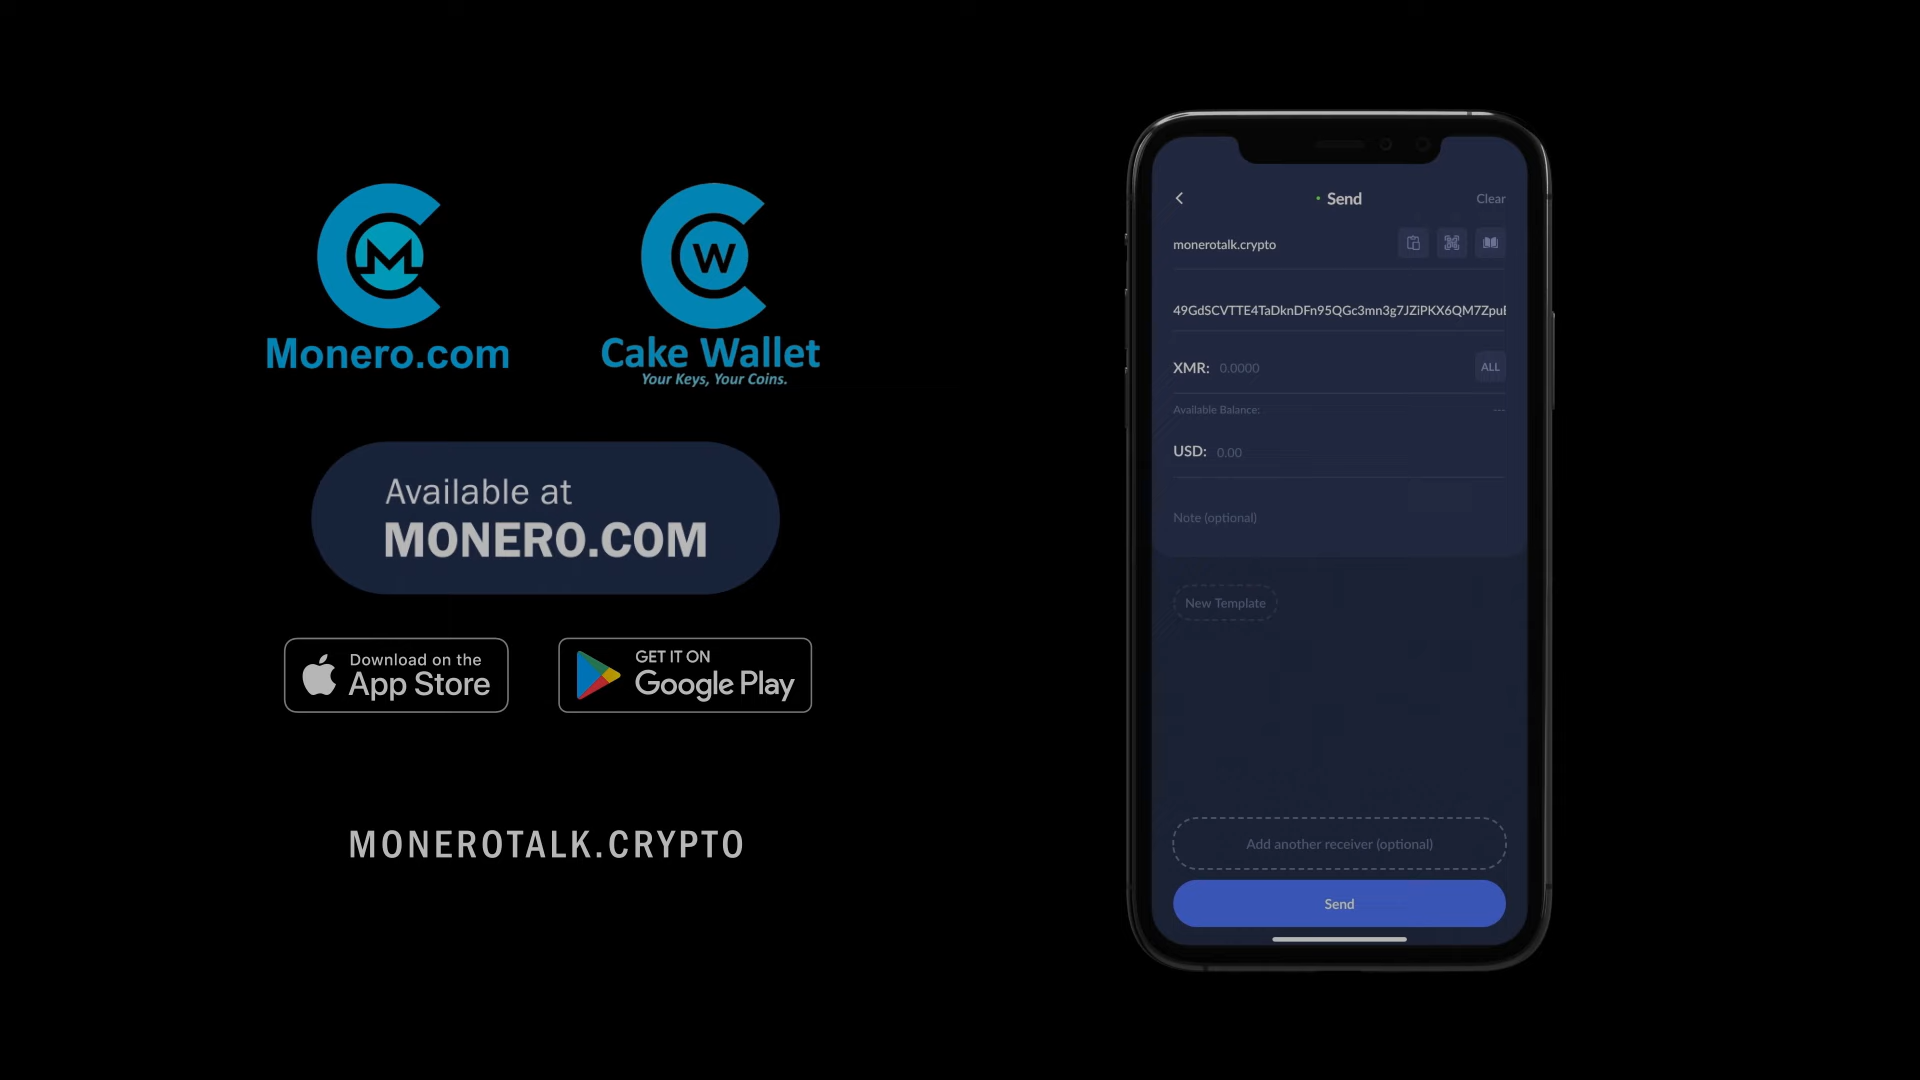 Monero.com
W
Cake Wallet
Your Keys, Your Coins.
Available at
MONERO.COM
Download on the
App Store
GET IT ON
Google Play
MONEROTALK.CRYPTO
Send
Clear
monerotalk.crypto
49GdSCVTTE4TaDknDFn95QGc3mn3g7JZiPKX6QM7Zpu
XMR: 0.0000
ALL
Available Balance: ---
USD: 0.00
Note (optional)
New Template
Add another receiver (optional)
Send